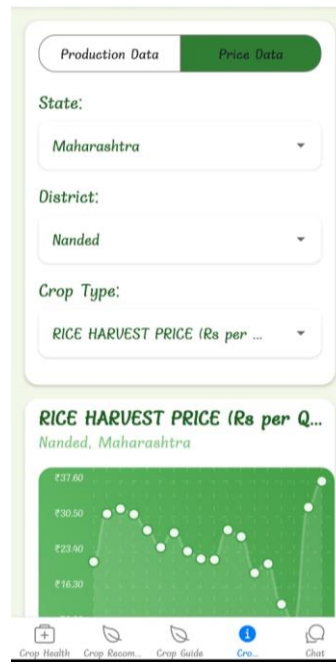 Production Data
Price Data
State:
Maharashtra
District:
Nanded
Crop Type:
RICE HARVEST PRICE (Rs per ...
RICE HARVEST PRICE (Rs per Q...
Nanded, Maharashtra
₹37.60
₹30.50
₹23.40
₹16.30
Crop Health
Crop Recom...
Crop Guide
Cro...
Chat